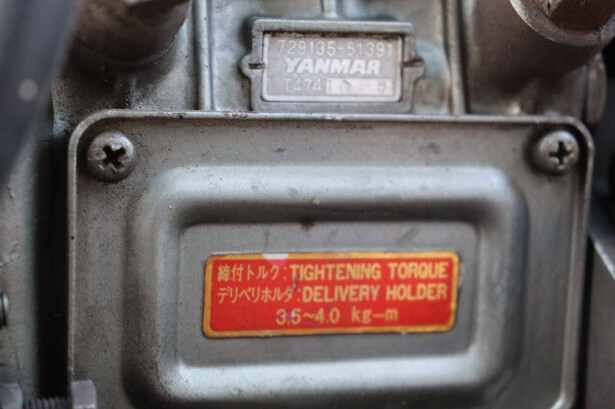 729135-51391
YANMAR
T474
締付トルク:TIGHTENING TORQUE
デリベリホルダ:DELIVERY HOLDER
3.5~4.0 kg-m